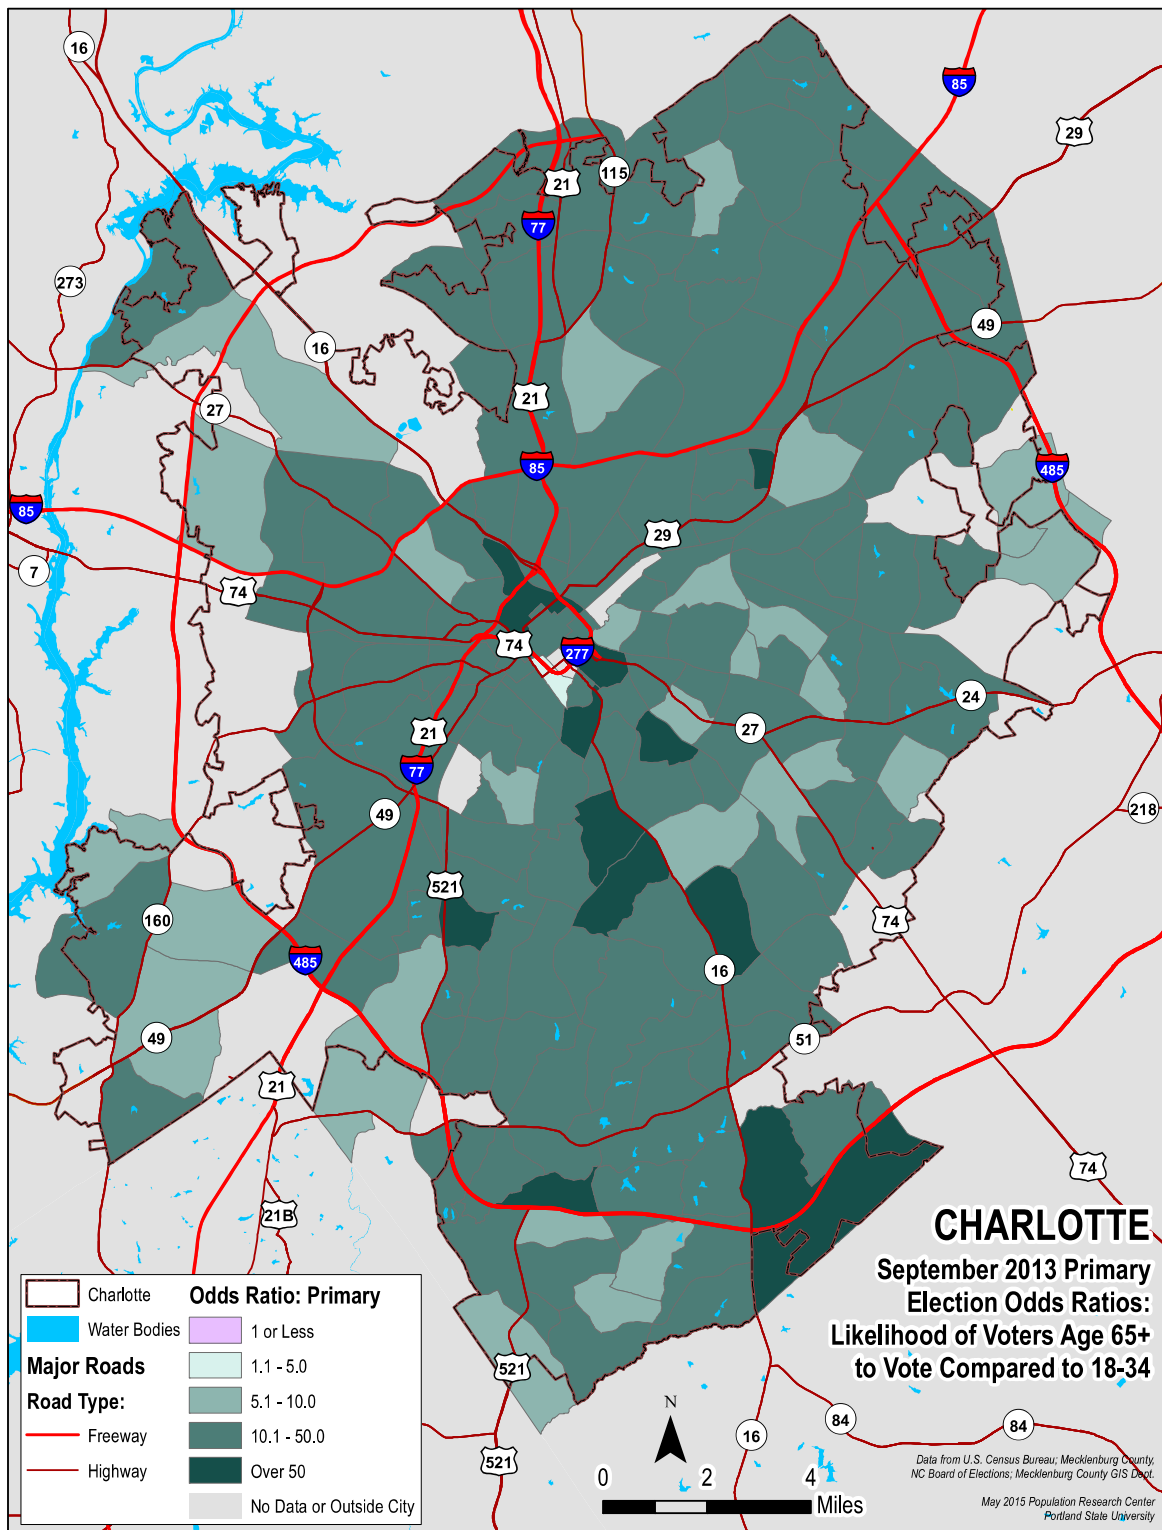 16
85
29
21
115
77
273
49
16
21
27
85
485
85
29
7
74
74
277
24
21
27
77
49
218
521
160
74
485
16
49
51
21
74
21B
521
16
84
84
521
CHARLOTTE
September 2013 Primary
Election Odds Ratios:
Likelihood of Voters Age 65+
to Vote Compared to 18-34
Charlotte
Water Bodies
Major Roads
Road Type:
Freeway
Highway
Odds Ratio: Primary
1 or Less
1.1 - 5.0
5.1 - 10.0
10.1 - 50.0
Over 50
No Data or Outside City
N
0 2 4
Miles
Data from U.S. Census Bureau; Mecklenburg County,
NC Board of Elections; Mecklenburg County GIS Dept.
May 2015 Population Research Center
Portland State University